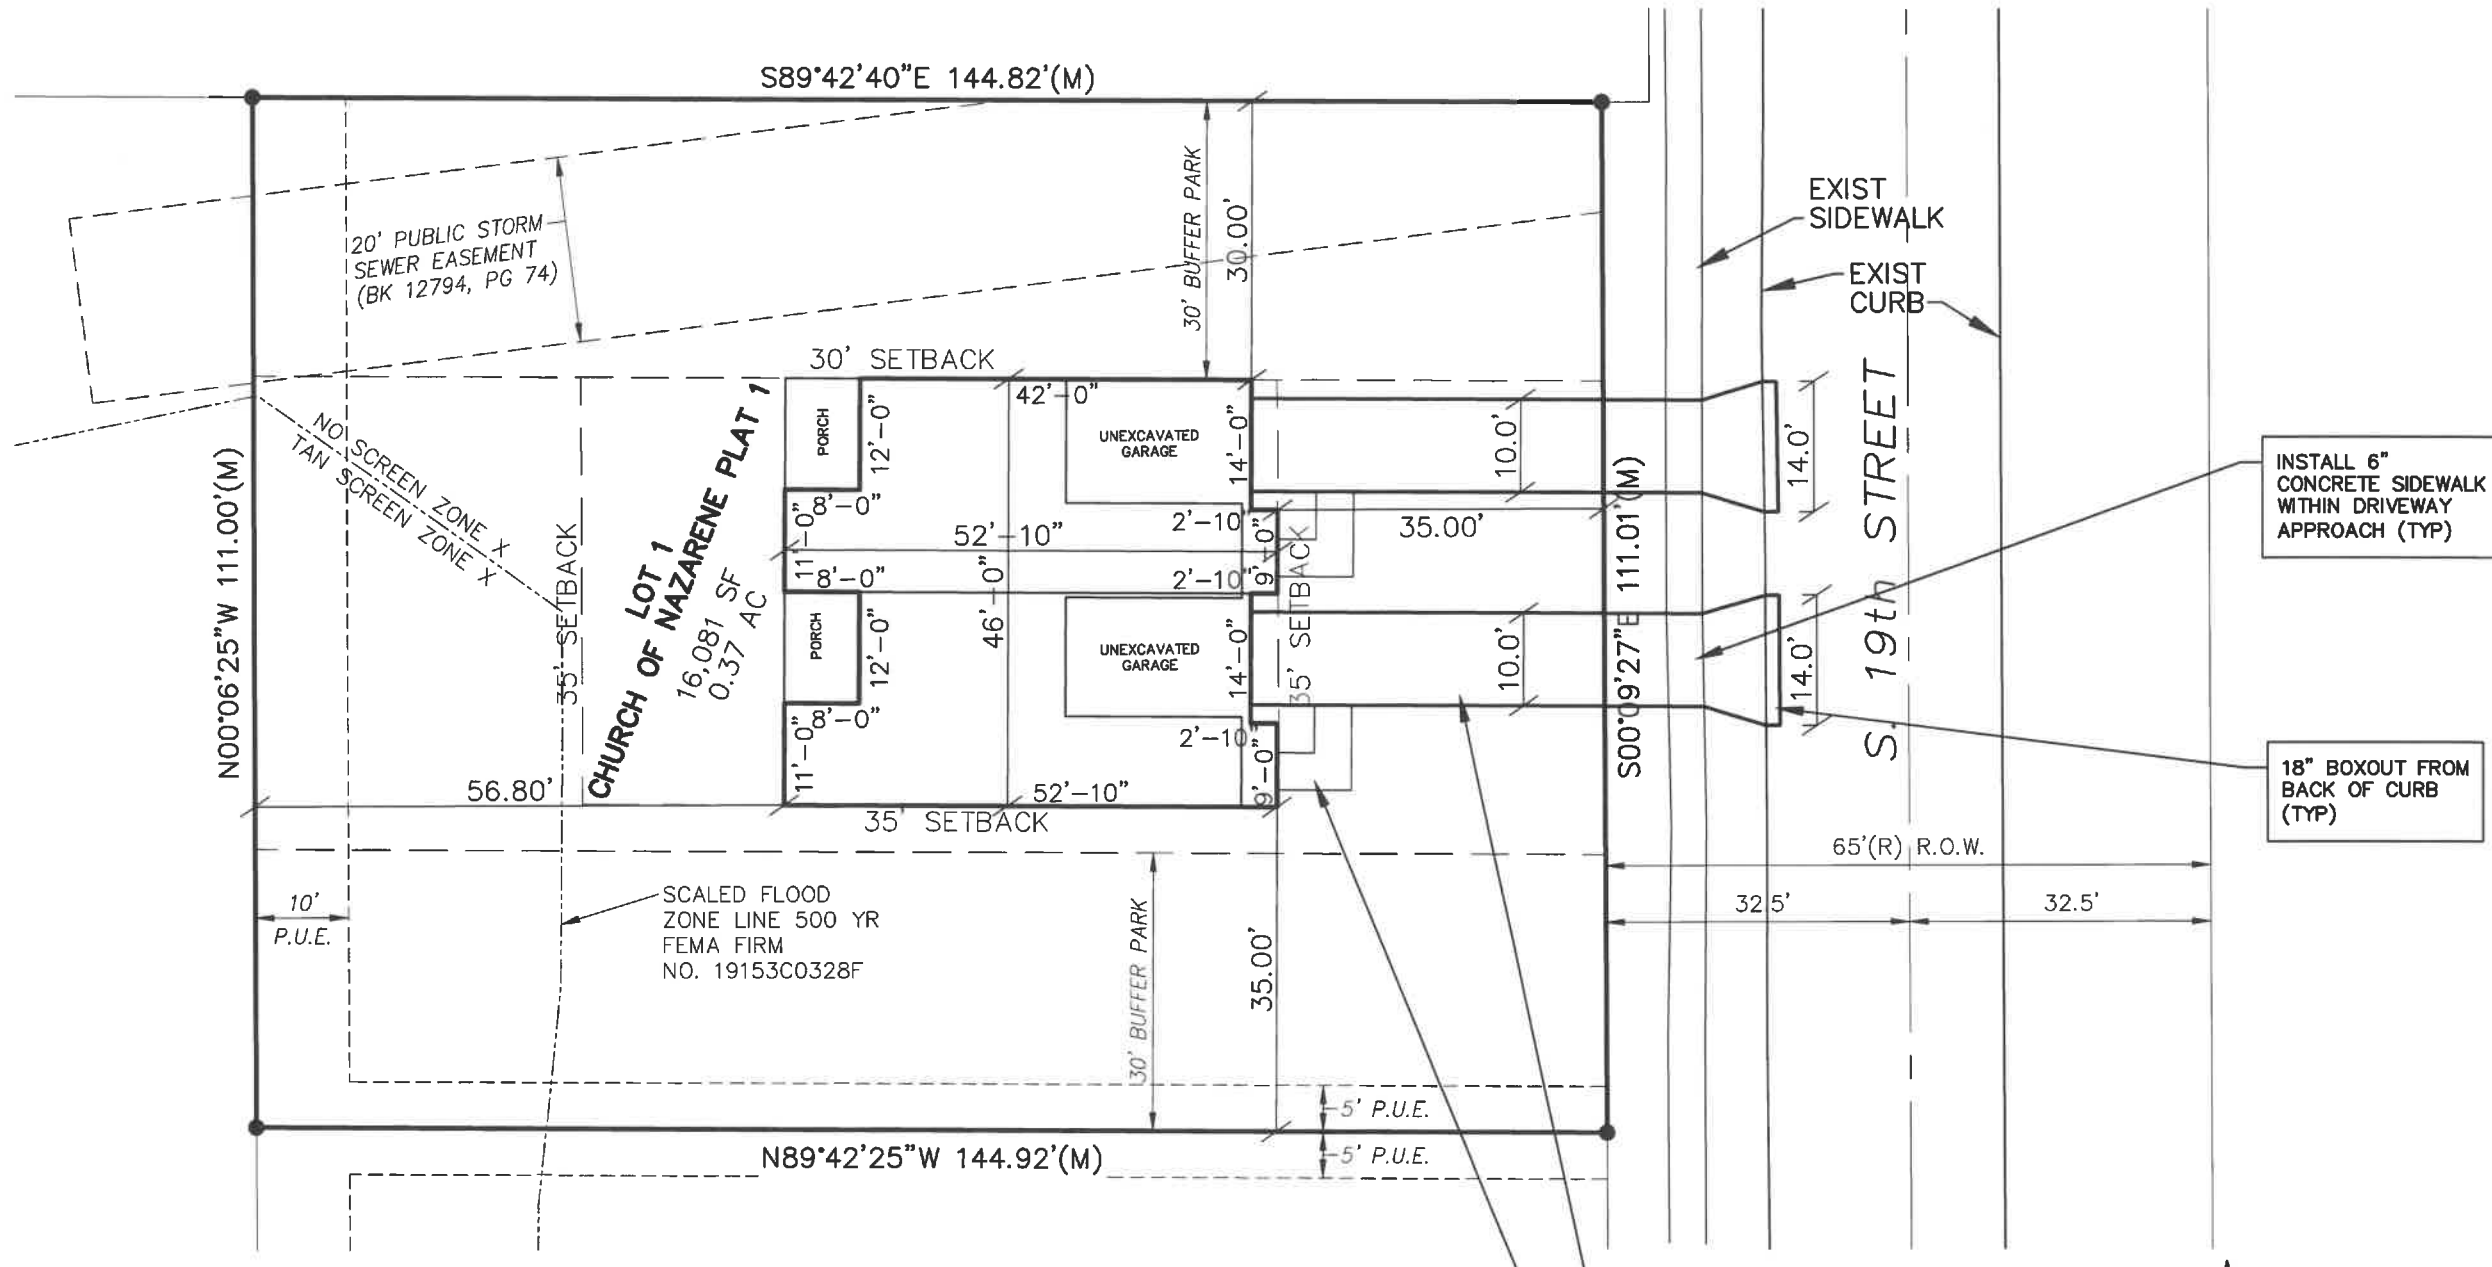 S89°42'40"E 144.82'(M)
20' PUBLIC STORM
SEWER EASEMENT
(BK 12794, PG 74)
30' BUFFER PARK
30.00'
EXIST
SIDEWALK
EXIST
CURB
30' SETBACK
42'-0"
PORCH
12'-0"
UNEXCAVATED
GARAGE
14'-0"
10.0'
14.0'
S. 19th STREET
INSTALL 6"
CONCRETE SIDEWALK
WITHIN DRIVEWAY
APPROACH (TYP)
NO SCREEN ZONE X
TAN SCREEN ZONE X
N00°06'25"W 111.00'(M)
35' SETBACK
LOT 1
CHURCH OF NAZARENE PLAT 1
16,081 SF
0.37 AC
8'-0"
11'-0"
52'-10"
2'-10"
9'-0"
35.00'
S00°09'27"E 111.01'(M)
8'-0"
2'-10"
46'-0"
35' SETBACK
PORCH
12'-0"
UNEXCAVATED
GARAGE
14'-0"
10.0'
14.0'
8'-0"
11'-0"
2'-10"
9'-0"
56.80'
52'-10"
35' SETBACK
18" BOXOUT FROM
BACK OF CURB
(TYP)
65'(R) R.O.W.
32.5'
32.5'
10'
P.U.E.
SCALED FLOOD
ZONE LINE 500 YR
FEMA FIRM
NO. 19153C0328F
30' BUFFER PARK
35.00'
5' P.U.E.
5' P.U.E.
N89°42'25"W 144.92'(M)